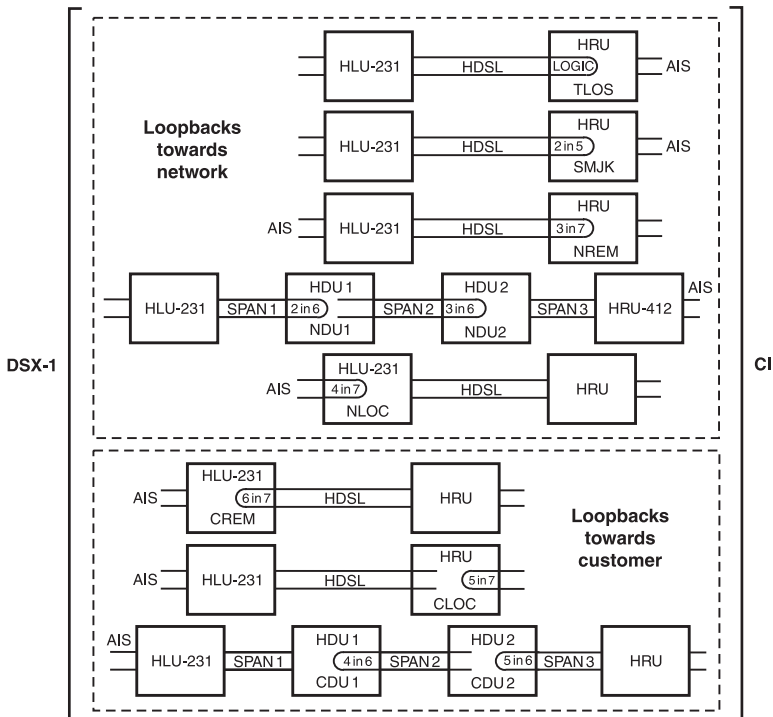 HRU
HLU-231
HDSL
LOGIC
AIS
TLOS
Loopbacks
towards
network
HRU
HLU-231
HDSL
2 in 5
AIS
SMJK
HRU
AIS
HLU-231
HDSL
3 in 7
NREM
HDU 1
HDU 2
AIS
HLU-231
SPAN 1
2 in 6
SPAN 2
3 in 6
SPAN 3
HRU-412
NDU1
NDU2
DSX-1
CI
HLU-231
AIS
4 in 7
HDSL
HRU
NLOC
HLU-231
AIS
6 in 7
HDSL
HRU
CREM
Loopbacks
towards
customer
HRU
AIS
HLU-231
HDSL
5 in 7
CLOC
AIS
HDU 1
HDU 2
HLU-231
SPAN 1
4 in 6
SPAN 2
5 in 6
SPAN 3
HRU
CDU 1
CDU 2